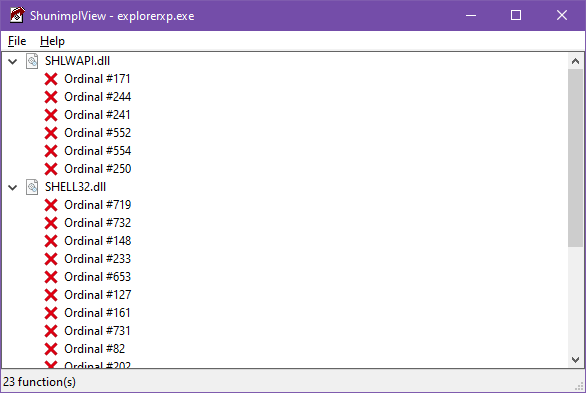 ShunimplView - explorerxp.exe
File Help
SHLWAPI.dll
Ordinal #171
Ordinal #244
Ordinal #241
Ordinal #552
Ordinal #554
Ordinal #250
SHELL32.dll
Ordinal #719
Ordinal #732
Ordinal #148
Ordinal #233
Ordinal #653
Ordinal #127
Ordinal #161
Ordinal #731
Ordinal #82
Ordinal #202
23 function(s)